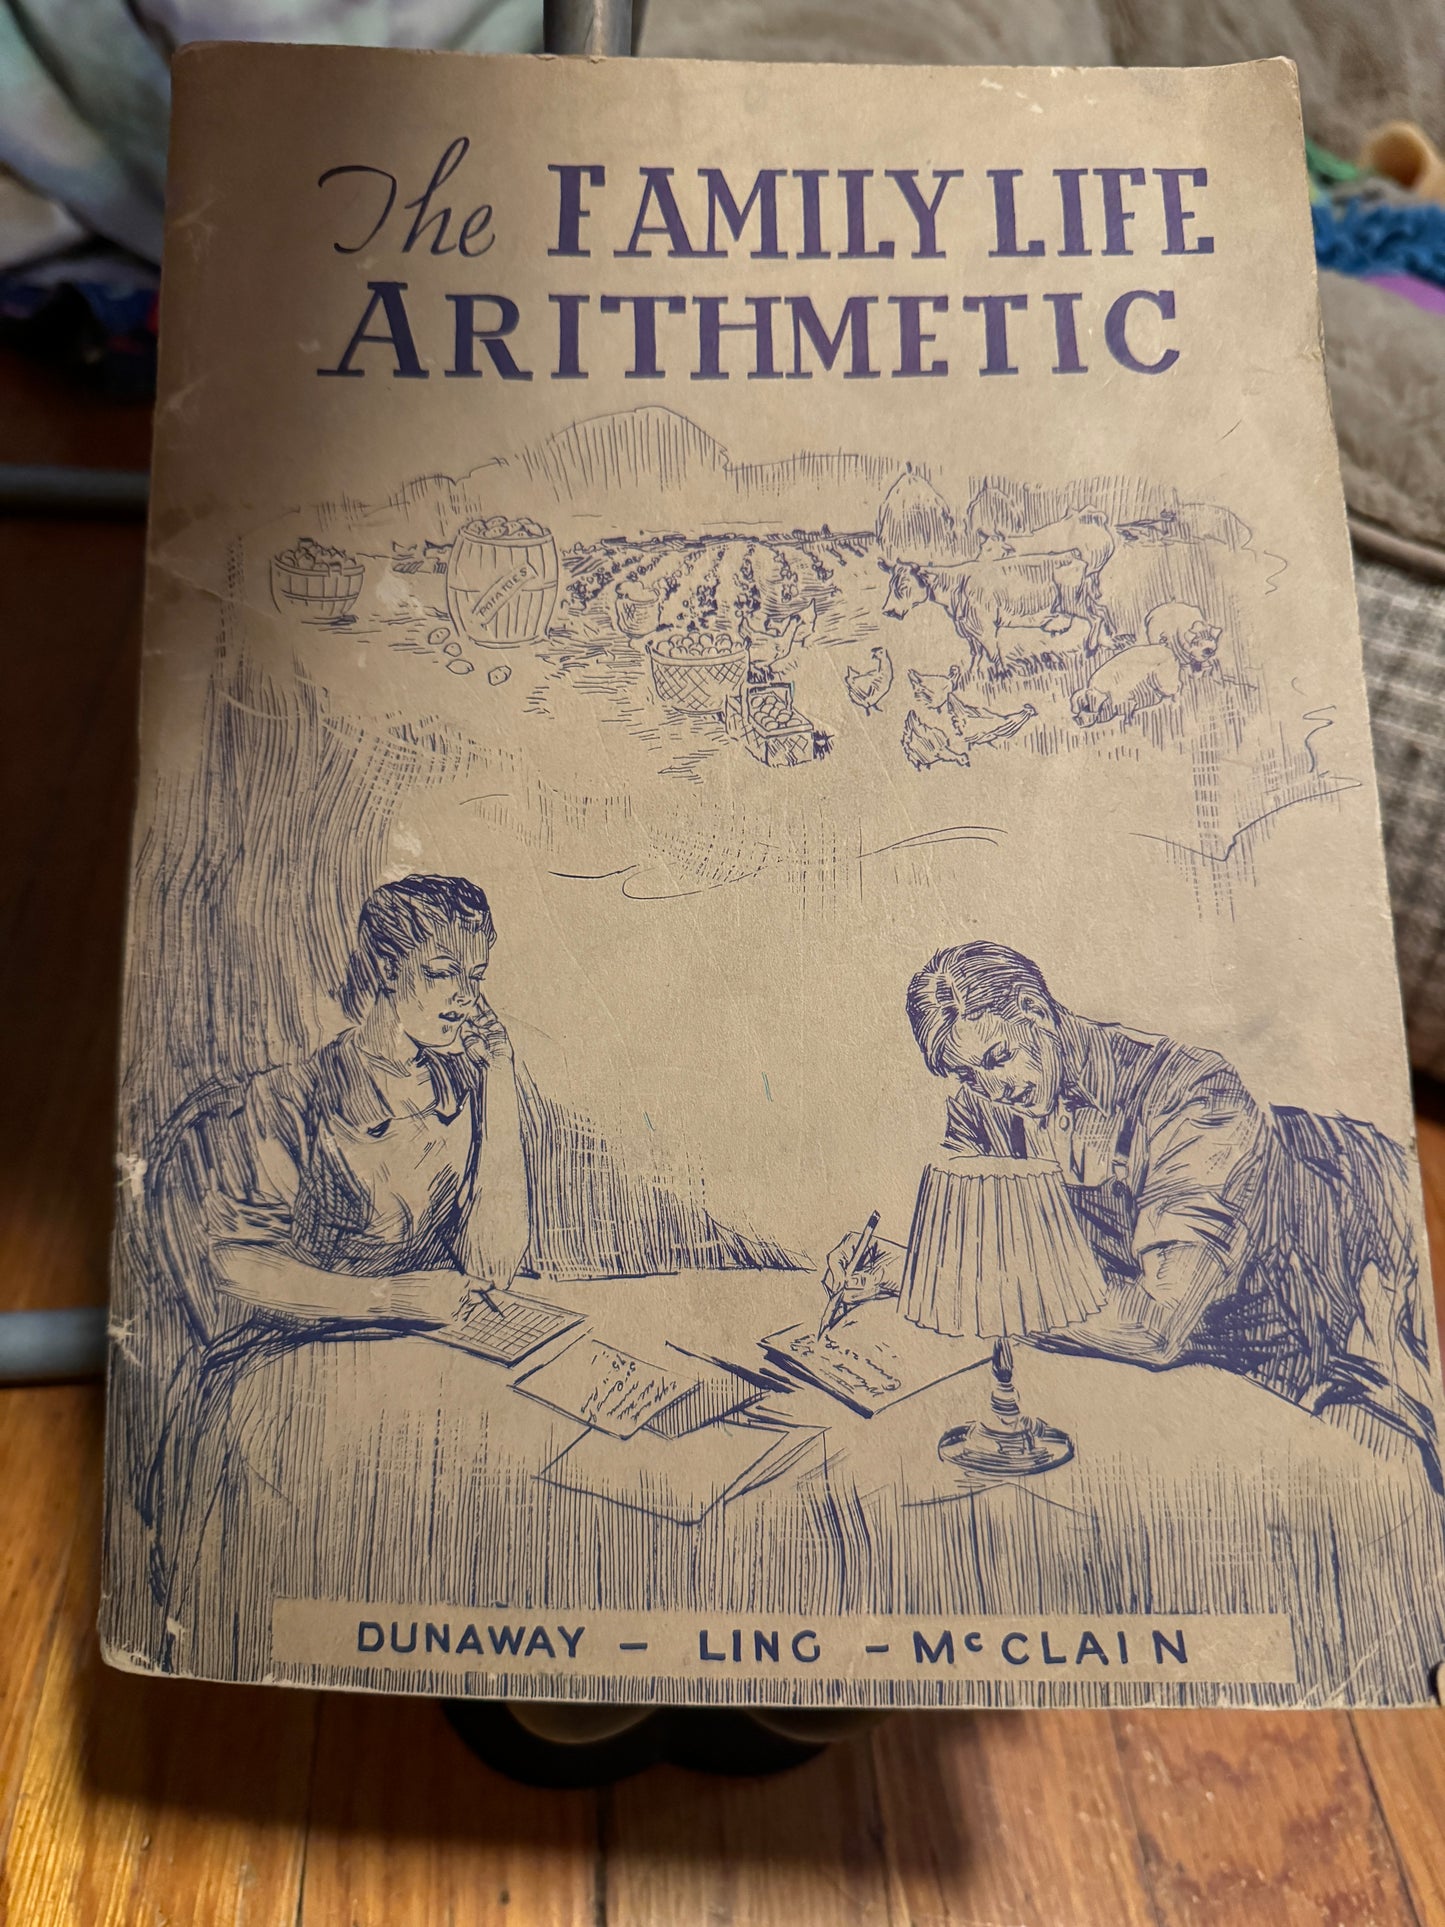 The FAMILY LIFE
ARITHMETIC
POTATOES
DUNAWAY - LING - McCLAIN